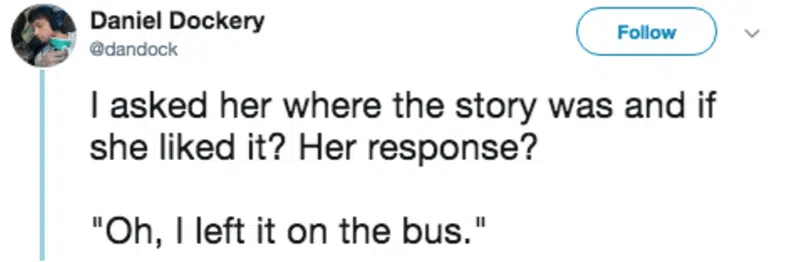 Daniel Dockery
@dandock
Follow
I asked her where the story was and if
she liked it? Her response?
"Oh, I left it on the bus."